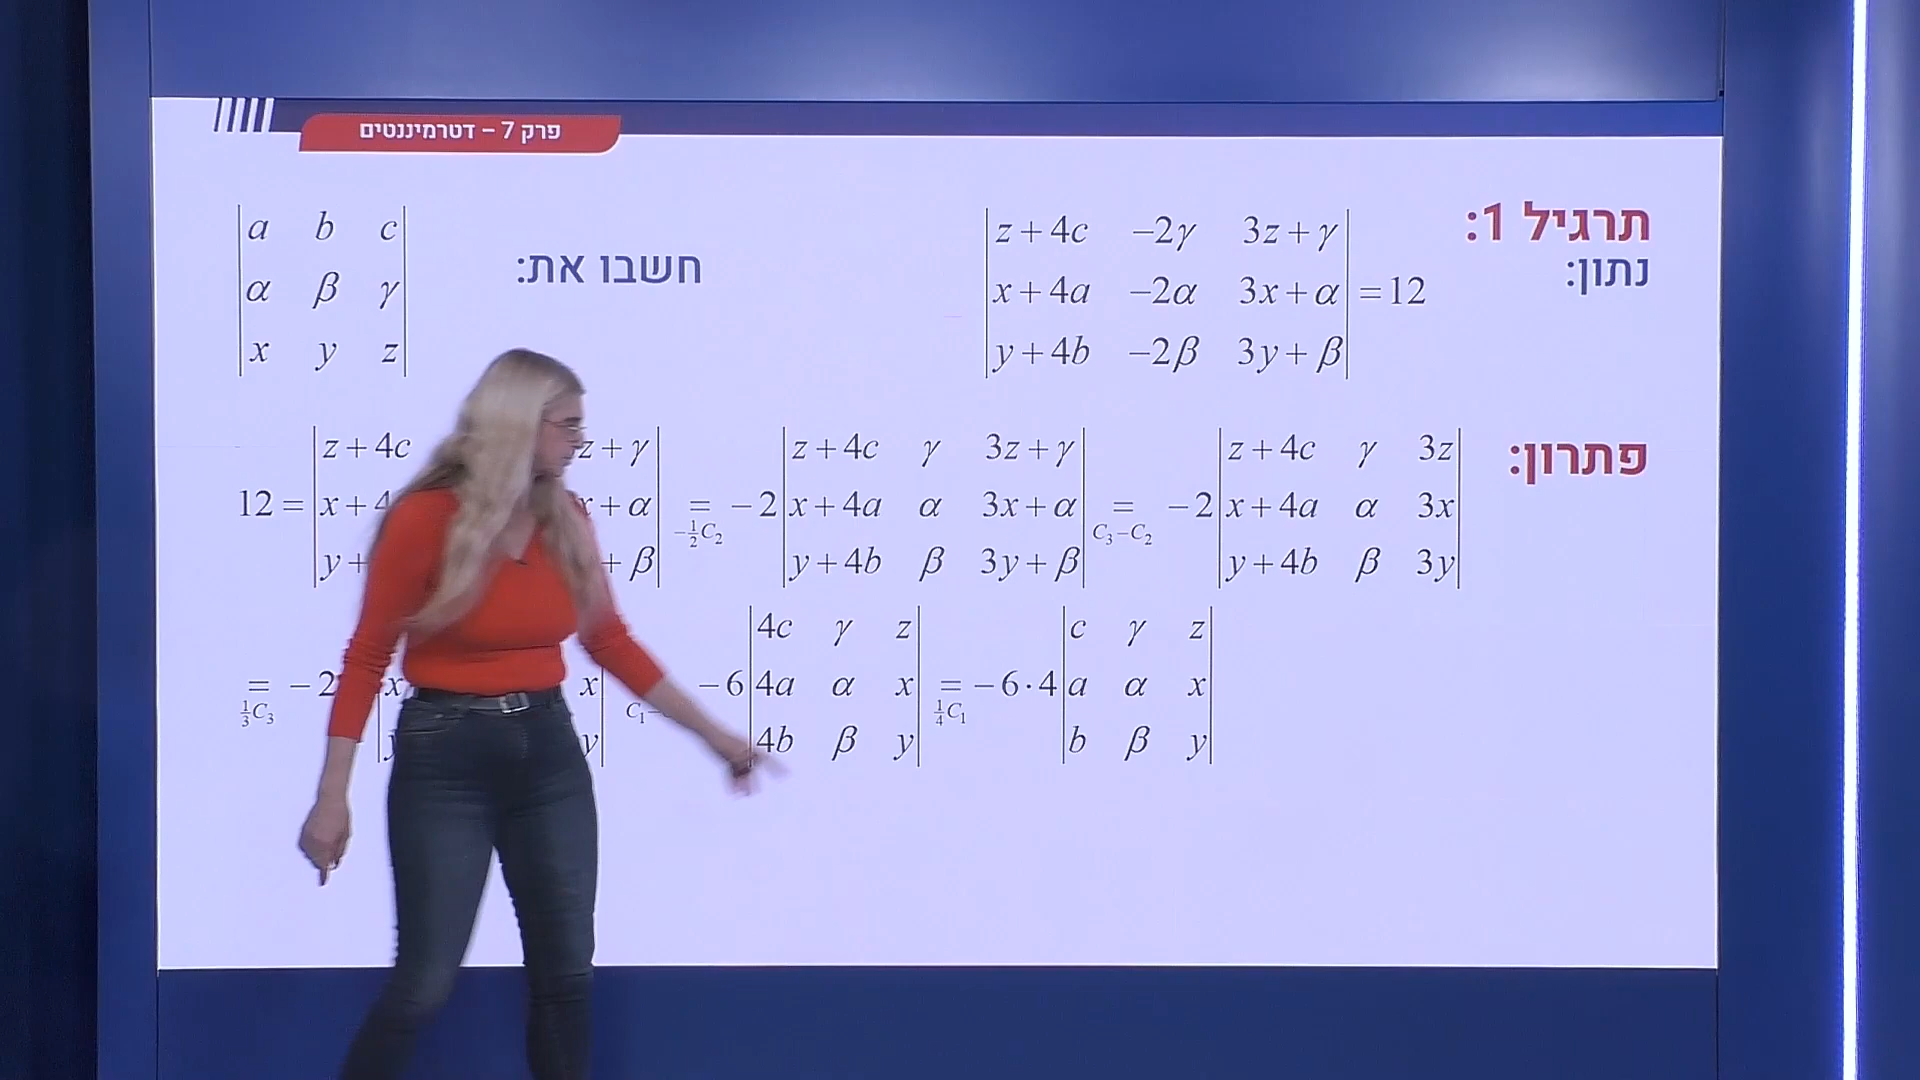 פרק 7 – דטרמיננטים
תרגיל 1:
נתון:
z + 4c −2γ 3z + γ
x + 4a −2α 3x + α = 12
y + 4b −2β 3y + β
חשבו את:
a b c
α β γ
x y z
פתרון:
z + 4c z + γ z + 4c γ 3z + γ z + 4c γ 3z
12 = x + 4 x + α = −2 x + 4a α 3x + α = −2 x + 4a α 3x
−½C₂ C₃−C₂
y + + β y + 4b β 3y + β y + 4b β 3y
4c γ z c γ z
= −2 x x −6 4a α x = −6·4 a α x
⅓C₃ C₁− ¼C₁
y y 4b β y b β y